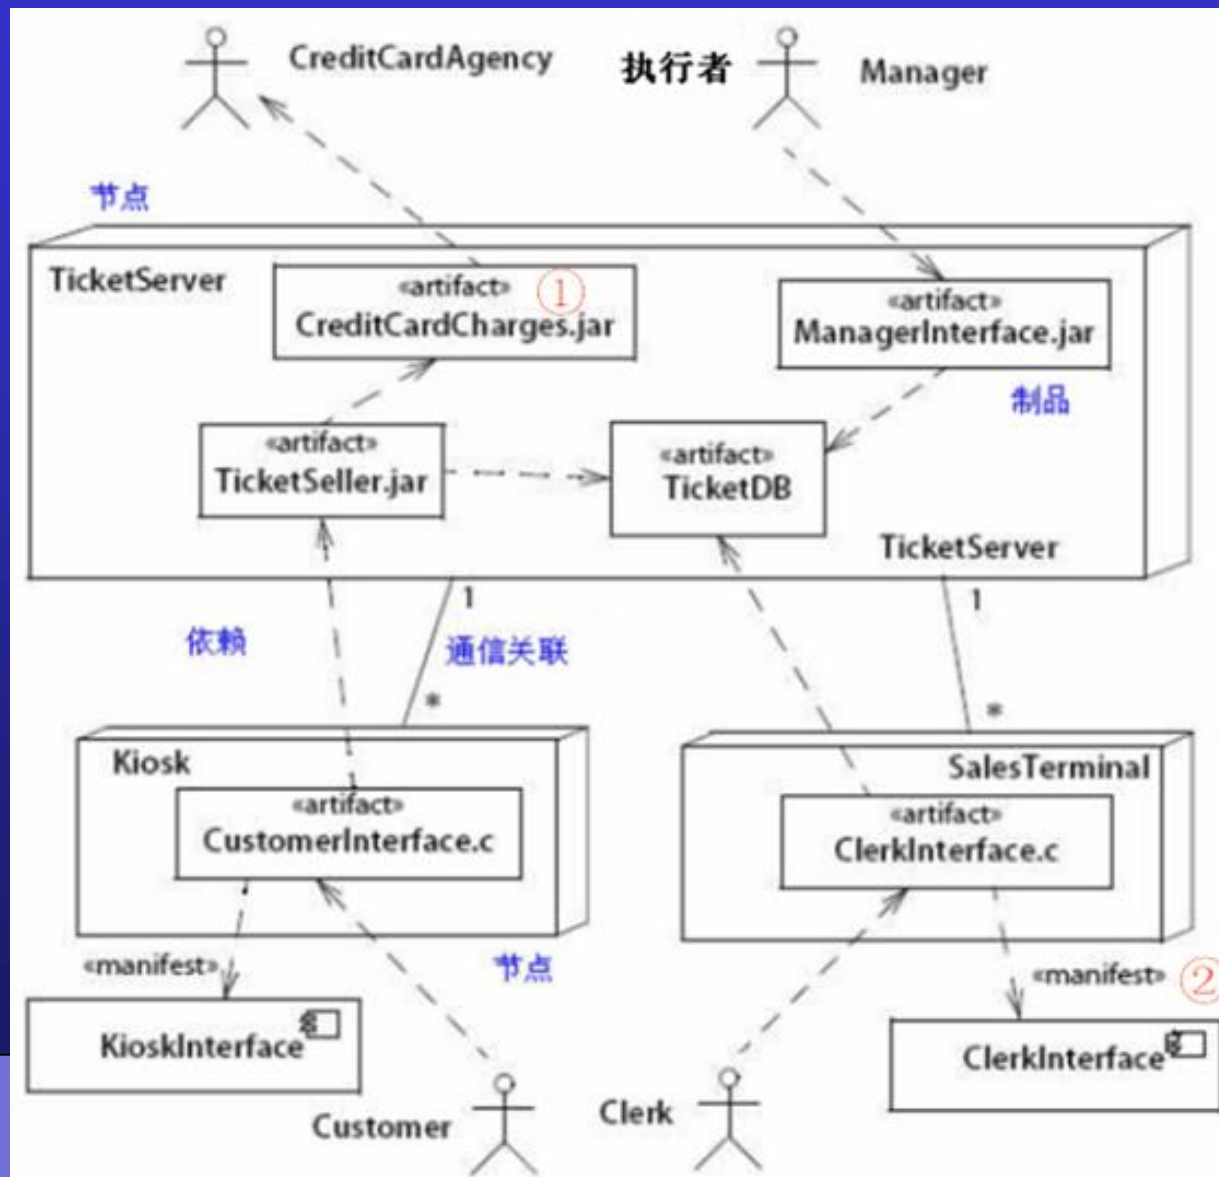 CreditCardAgency
执行者
Manager
节点
TicketServer
«artifact» ①
CreditCardCharges.jar
«artifact»
ManagerInterface.jar
制品
«artifact»
TicketSeller.jar
«artifact»
TicketDB
TicketServer
1
1
依赖
通信关联
*
*
Kiosk
SalesTerminal
«artifact»
CustomerInterface.c
«artifact»
ClerkInterface.c
«manifest»
节点
«manifest» ②
KioskInterface
ClerkInterface
Customer
Clerk